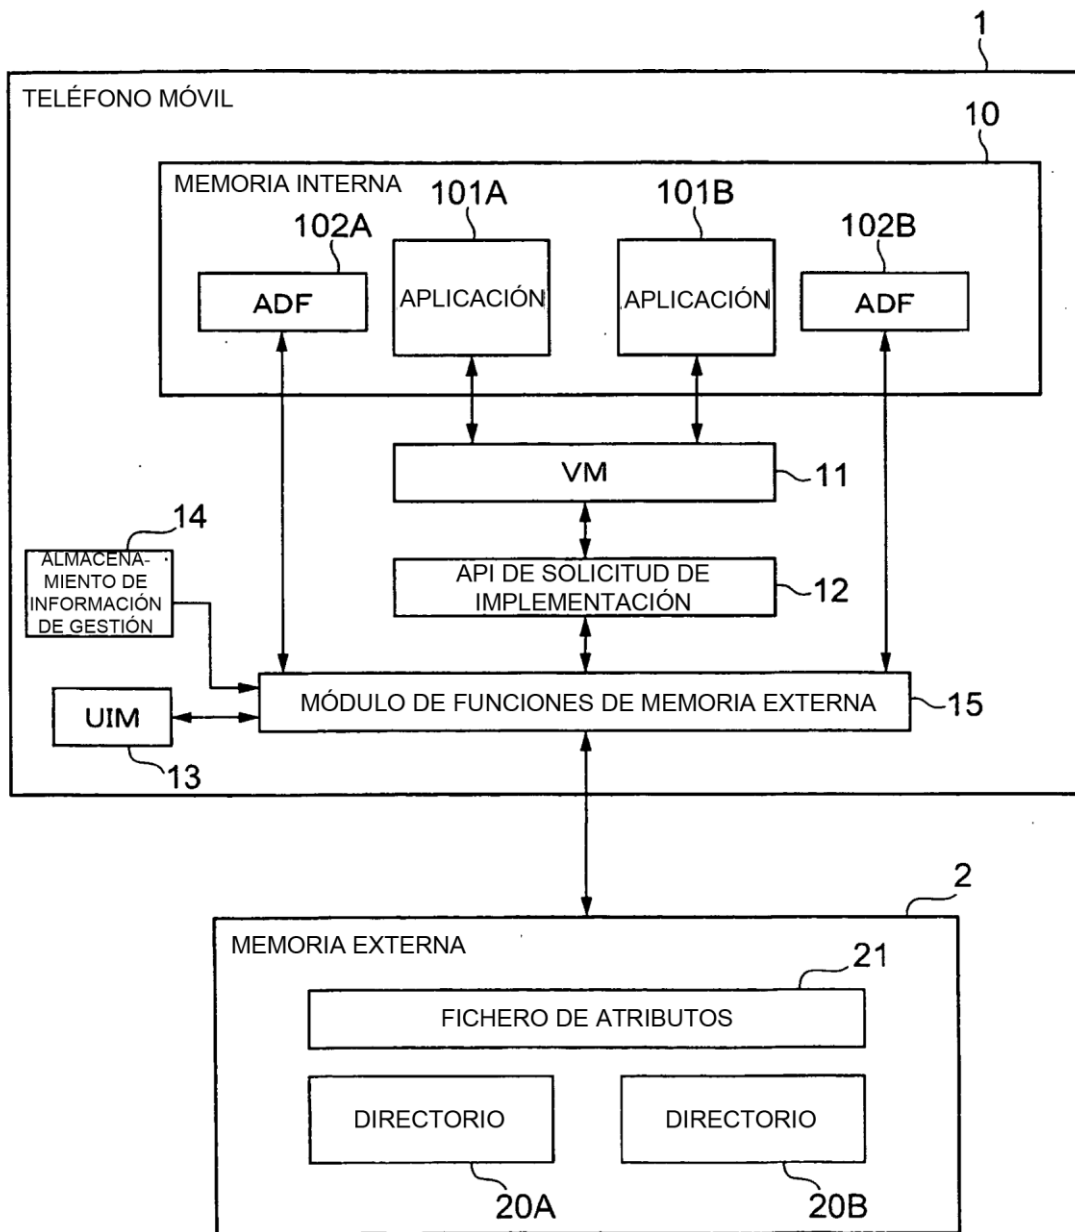 1
TELÉFONO MÓVIL
10
MEMORIA INTERNA
101A
101B
102A
102B
ADF
APLICACIÓN
APLICACIÓN
ADF
VM
11
14
ALMACENA-
MIENTO DE
INFORMACIÓN
DE GESTIÓN
API DE SOLICITUD DE
IMPLEMENTACIÓN
12
MÓDULO DE FUNCIONES DE MEMORIA EXTERNA
15
UIM
13
2
MEMORIA EXTERNA
21
FICHERO DE ATRIBUTOS
DIRECTORIO
DIRECTORIO
20A
20B